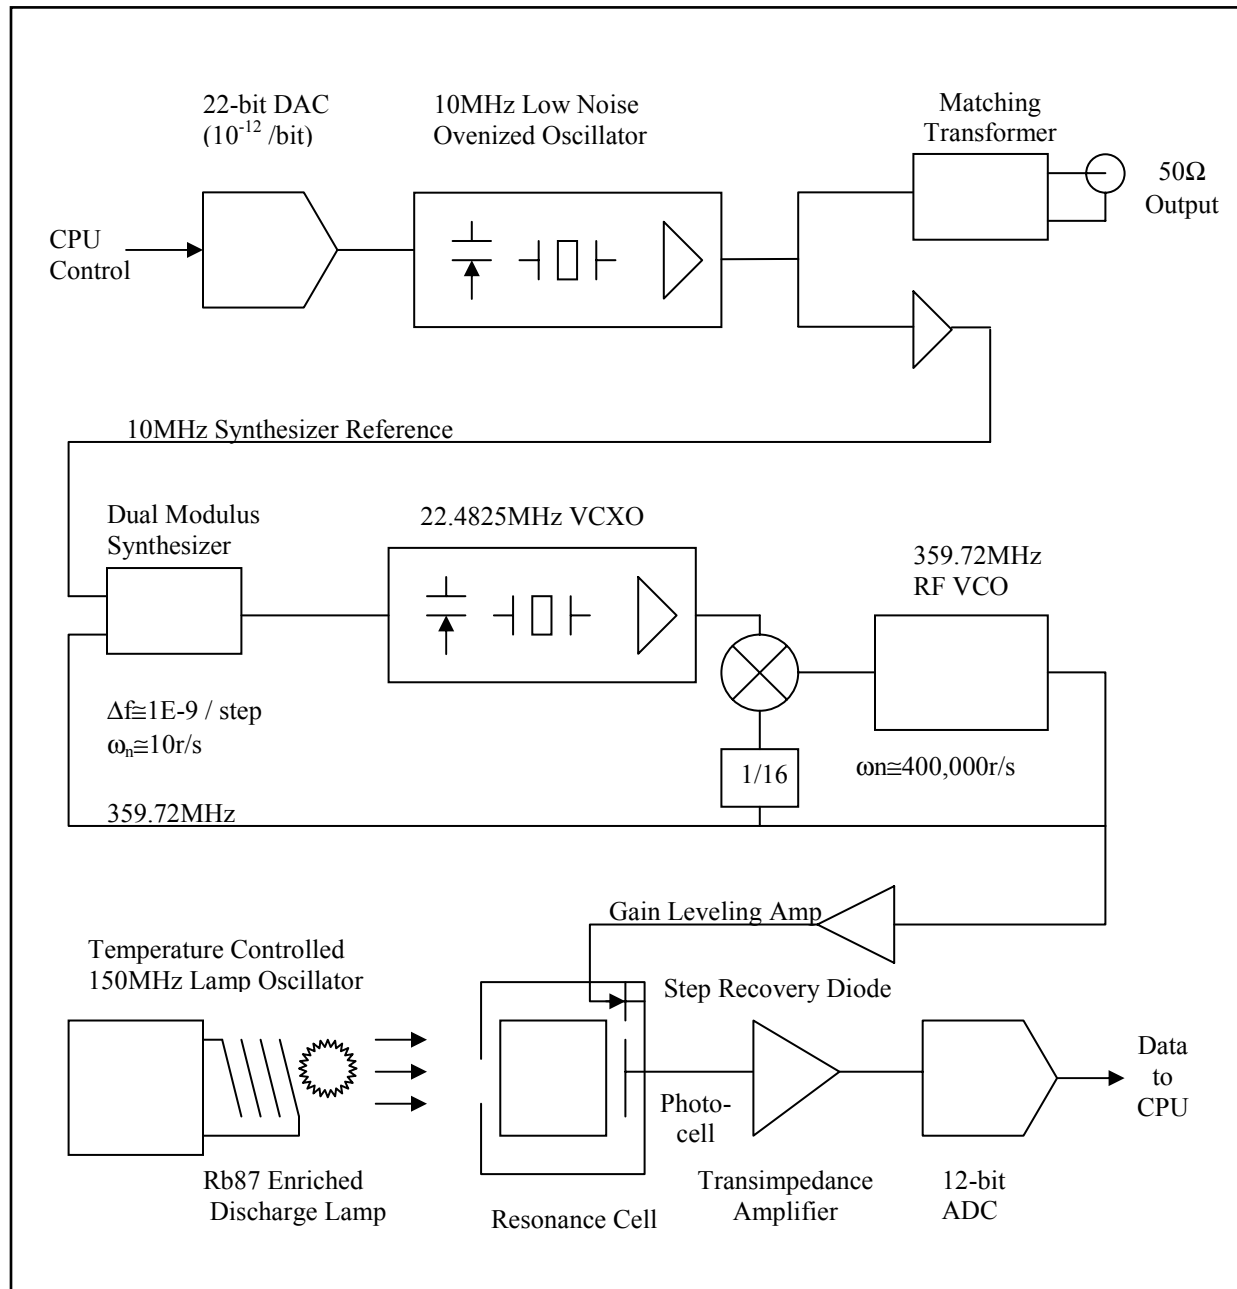 22-bit DAC
(10⁻¹² /bit)
10MHz Low Noise
Ovenized Oscillator
Matching
Transformer
50Ω
Output
CPU
Control
10MHz Synthesizer Reference
Dual Modulus
Synthesizer
22.4825MHz VCXO
359.72MHz
RF VCO
Δf≅1E-9 / step
ωₙ≅10r/s
1/16
ωn≅400,000r/s
359.72MHz
Gain Leveling Amp
Temperature Controlled
150MHz Lamp Oscillator
Step Recovery Diode
Data
to
CPU
Photo-
cell
Rb87 Enriched
Discharge Lamp
Resonance Cell
Transimpedance
Amplifier
12-bit
ADC